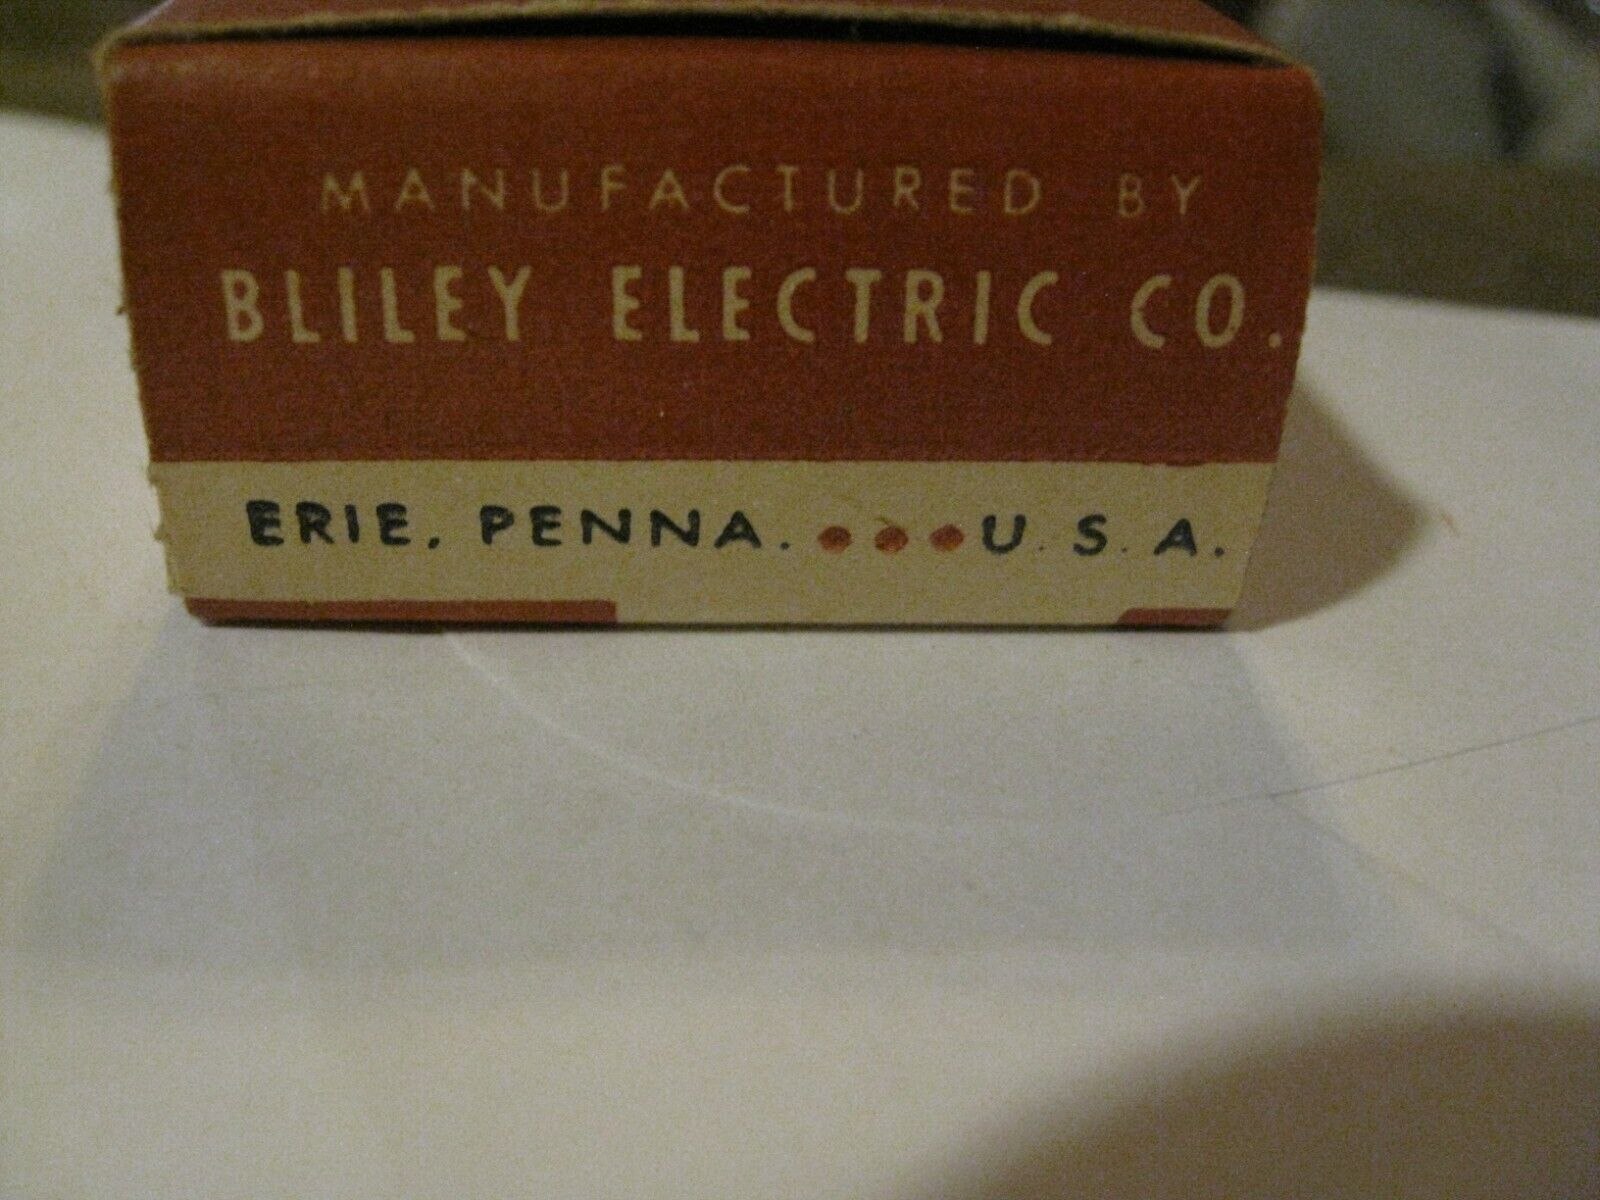 MANUFACTURED BY
BLILEY ELECTRIC CO.
ERIE, PENNA. ••• U.S.A.